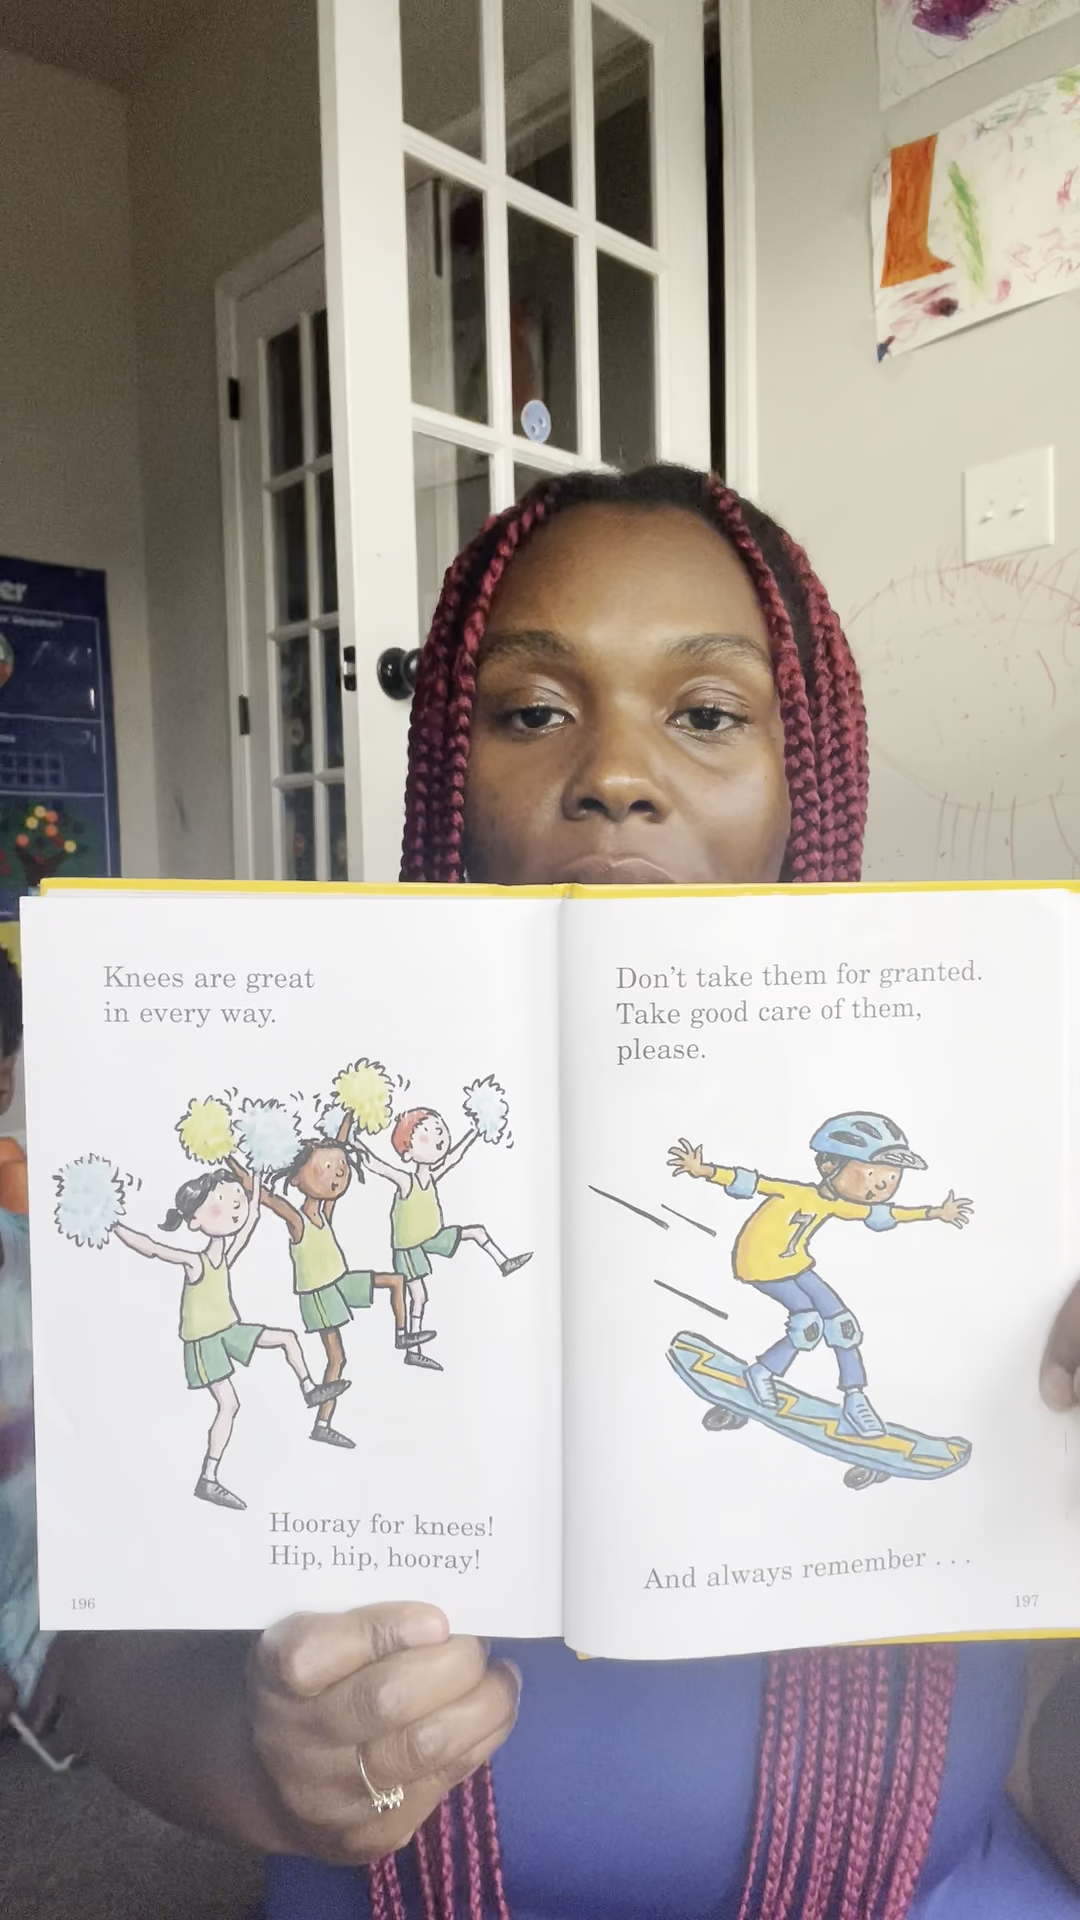 Knees are great
in every way.
Hooray for knees!
Hip, hip, hooray!
196
Don't take them for granted.
Take good care of them,
please.
7
And always remember . . .
197